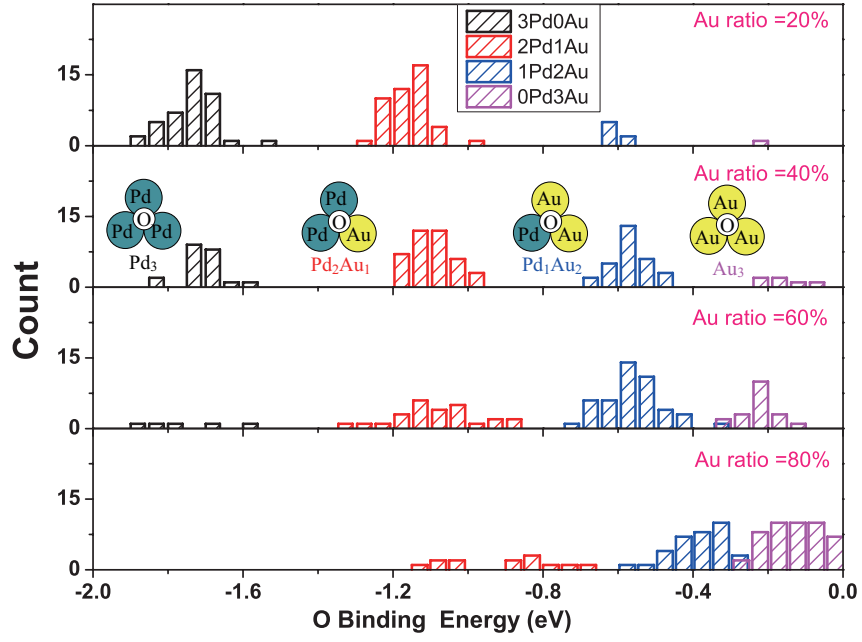 3Pd0Au
2Pd1Au
1Pd2Au
0Pd3Au
Au ratio =20%
15
0
Au ratio =40%
Pd
O
Pd Pd
Pd₃
Pd
O
Pd Au
Pd₂Au₁
Au
O
Pd Au
Pd₁Au₂
Au
O
Au Au
Au₃
15
0
Au ratio =60%
15
0
Au ratio =80%
15
0
Count
-2.0 -1.6 -1.2 -0.8 -0.4 0.0
O Binding Energy (eV)